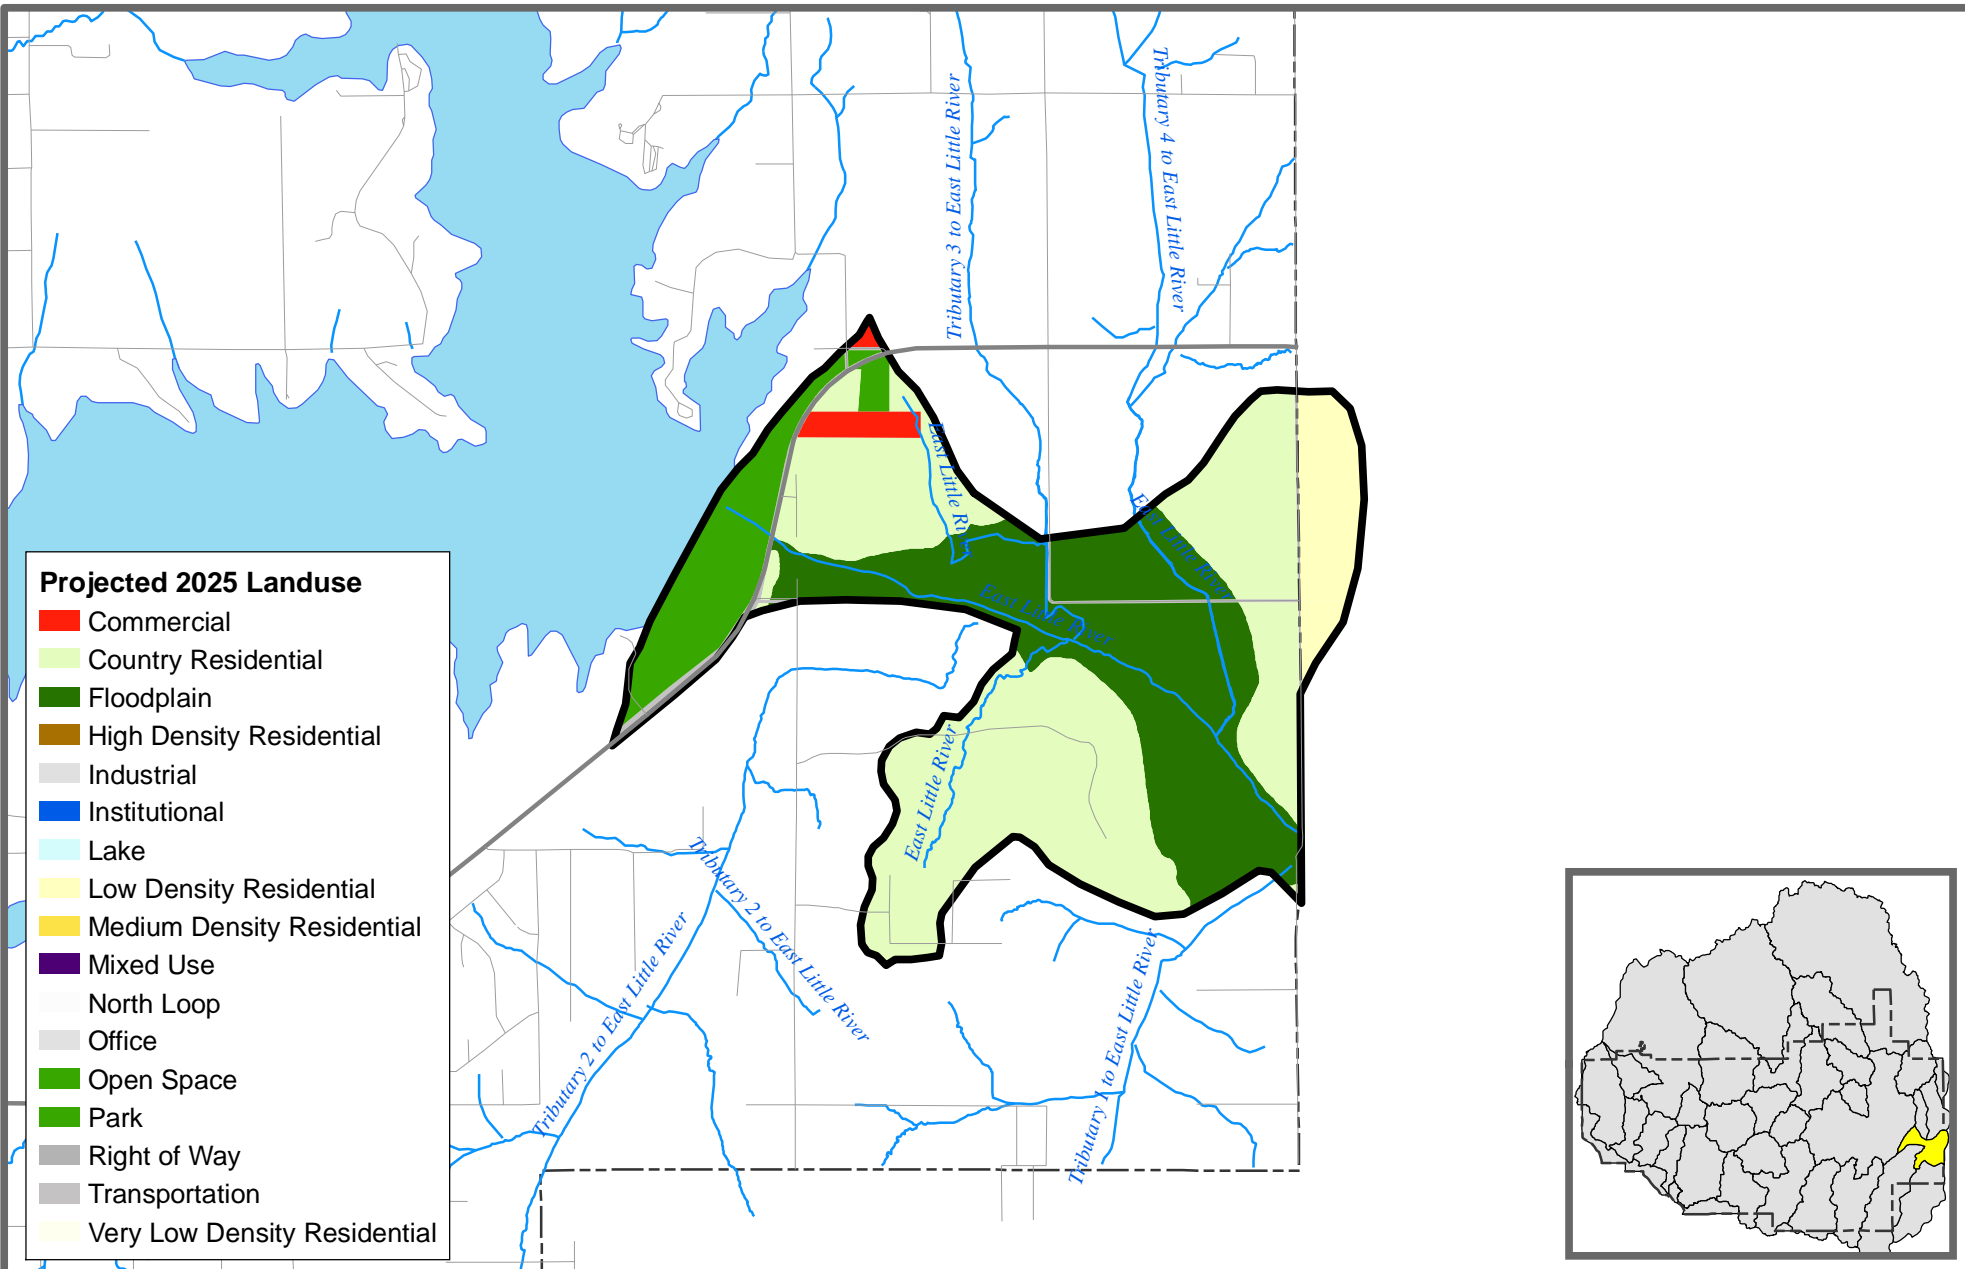 Tributary 3 to East Little River
Tributary 4 to East Little River
East Little River
East Little River
East Little River
East Little River
Tributary 2 to East Little River
Tributary 2 to East Little River
Tributary 1 to East Little River
Projected 2025 Landuse
Commercial
Country Residential
Floodplain
High Density Residential
Industrial
Institutional
Lake
Low Density Residential
Medium Density Residential
Mixed Use
North Loop
Office
Open Space
Park
Right of Way
Transportation
Very Low Density Residential